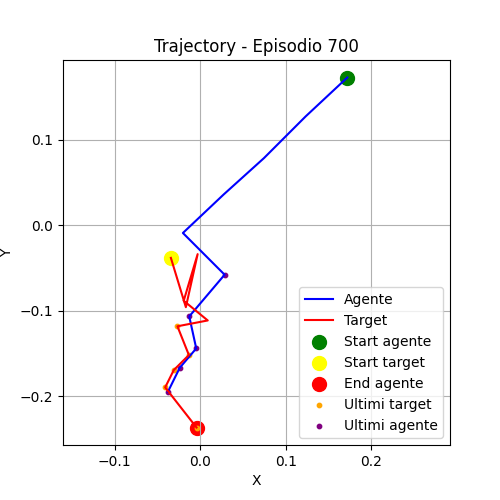 Trajectory - Episodio 700
0.1
0.0
−0.1
−0.2
Y
−0.1
0.0
0.1
0.2
X
Agente
Target
Start agente
Start target
End agente
Ultimi target
Ultimi agente